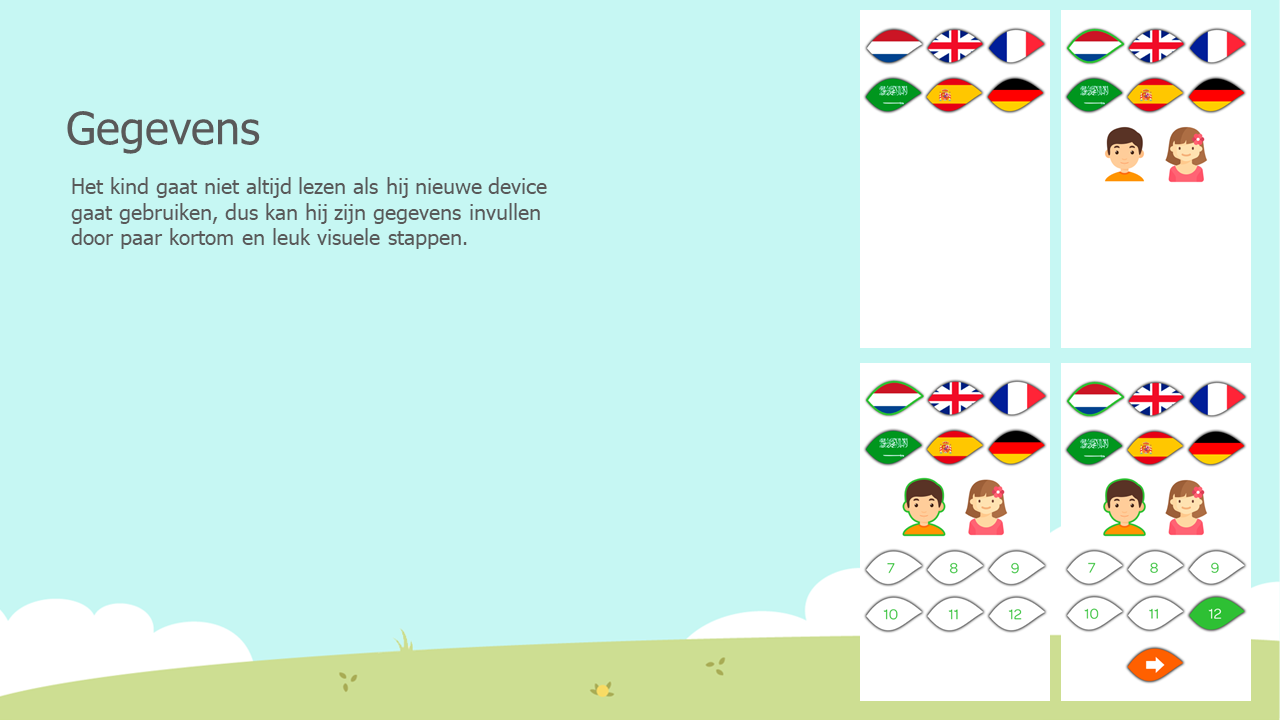 Gegevens
Het kind gaat niet altijd lezen als hij nieuwe device
gaat gebruiken, dus kan hij zijn gegevens invullen
door paar kortom en leuk visuele stappen.
7 8 9
10 11 12
7 8 9
10 11 12